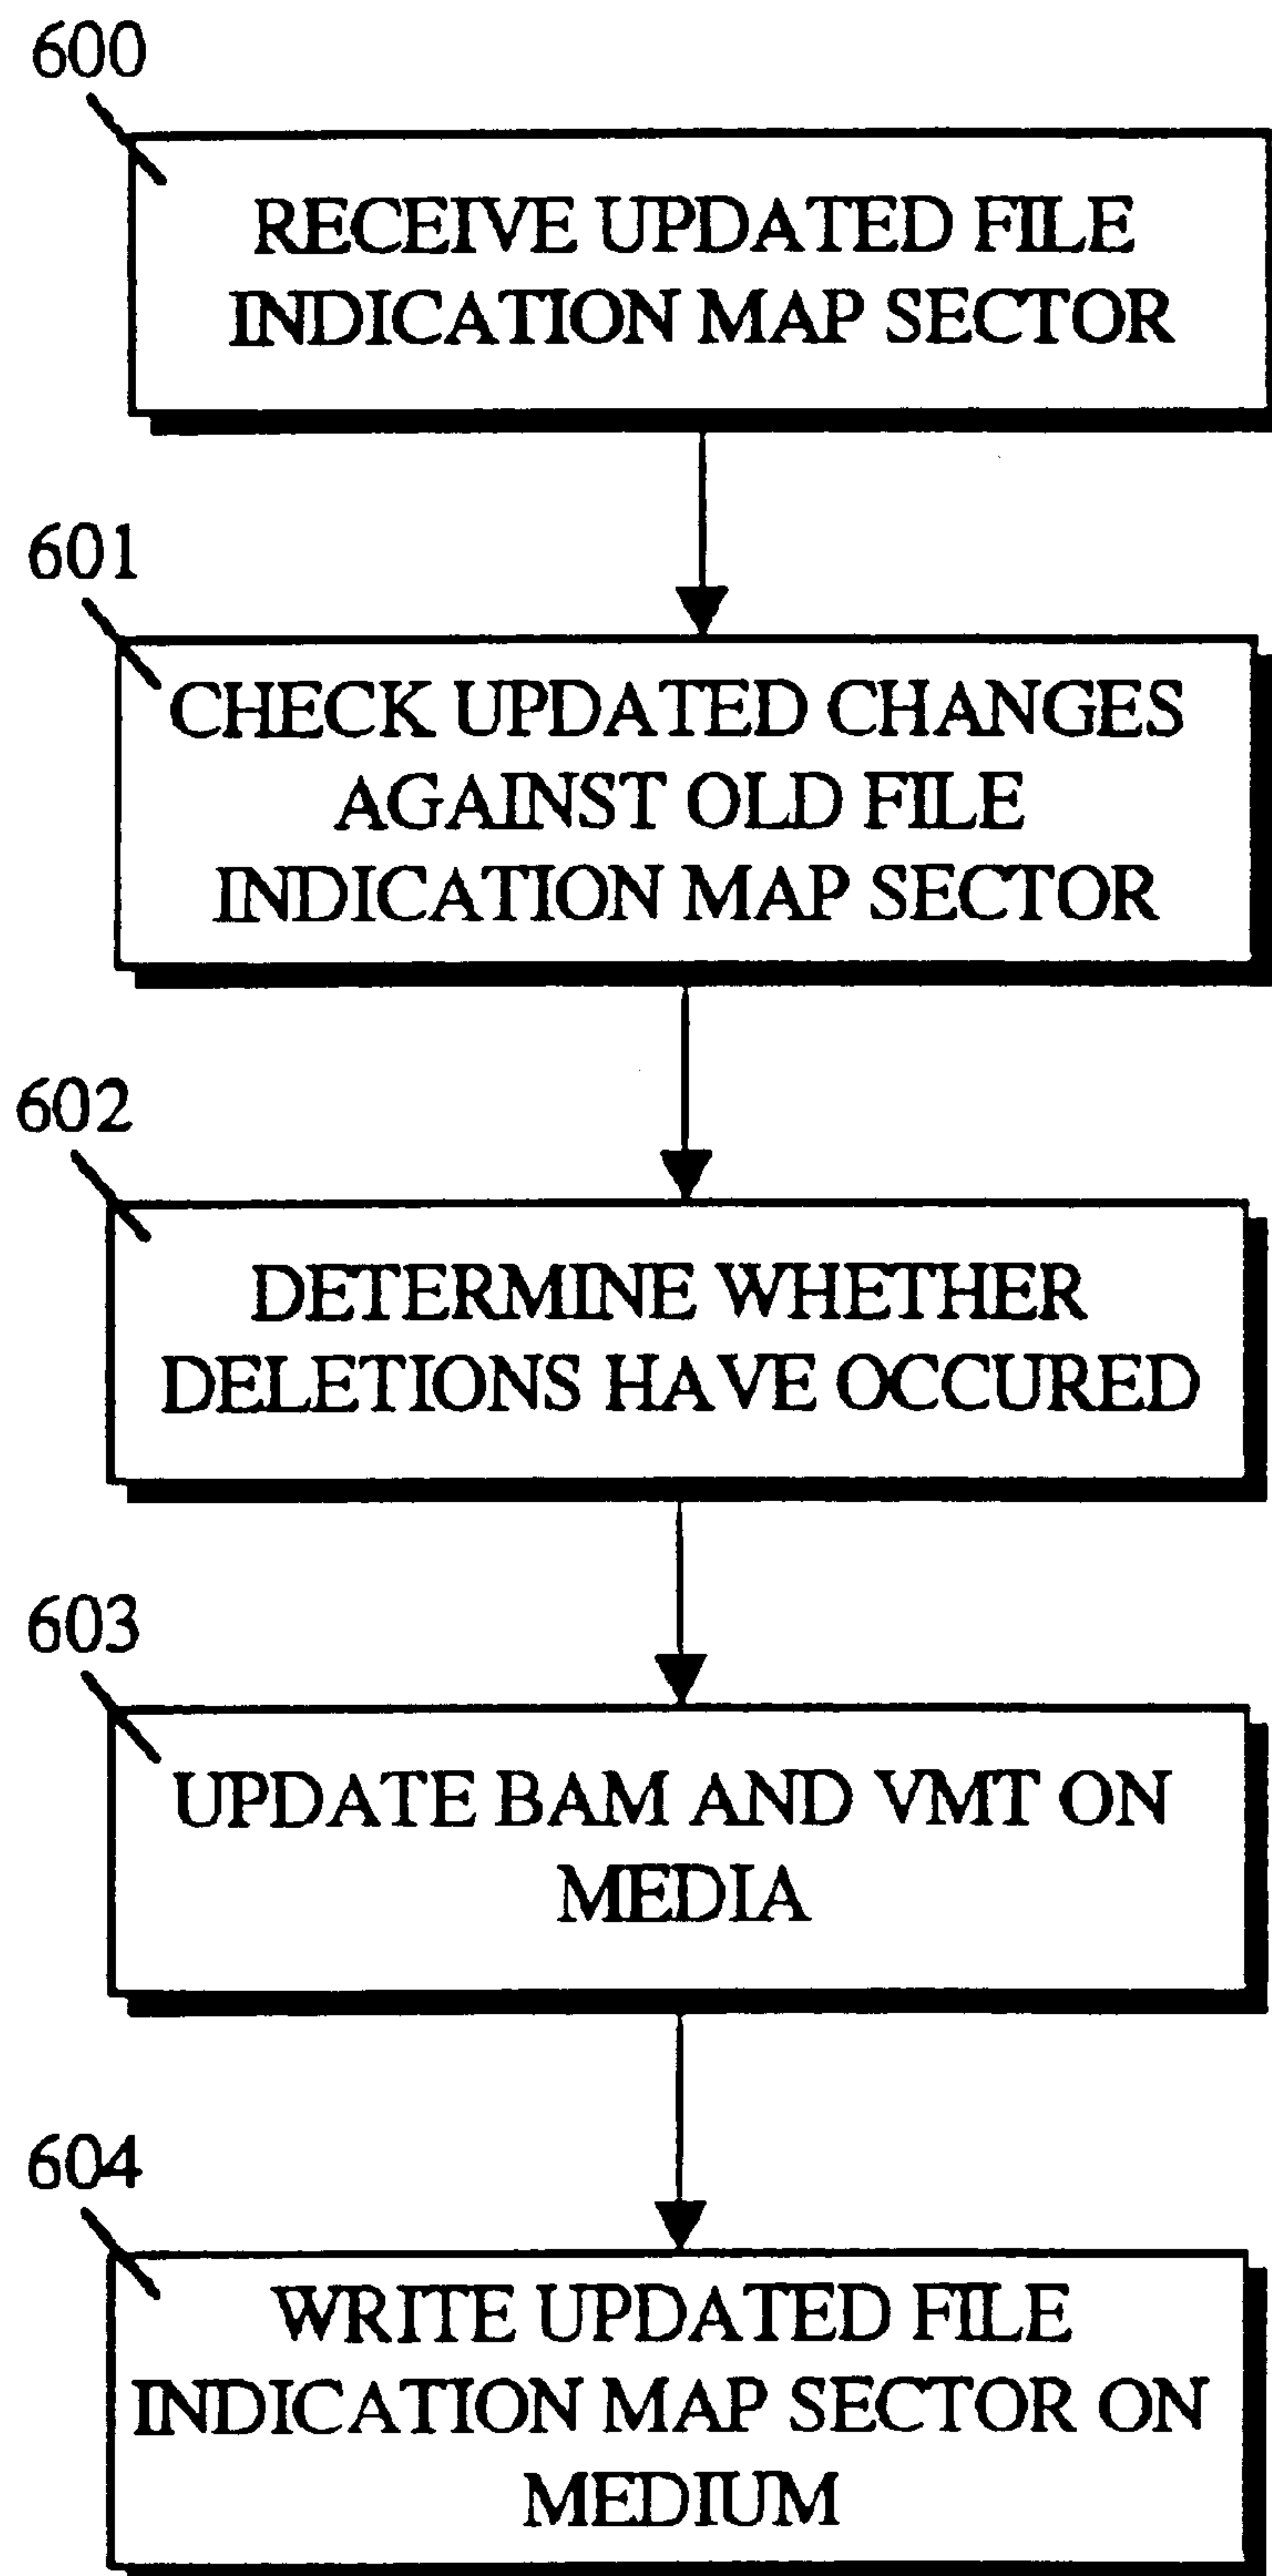 600
RECEIVE UPDATED FILE
INDICATION MAP SECTOR
601
CHECK UPDATED CHANGES
AGAINST OLD FILE
INDICATION MAP SECTOR
602
DETERMINE WHETHER
DELETIONS HAVE OCCURED
603
UPDATE BAM AND VMT ON
MEDIA
604
WRITE UPDATED FILE
INDICATION MAP SECTOR ON
MEDIUM